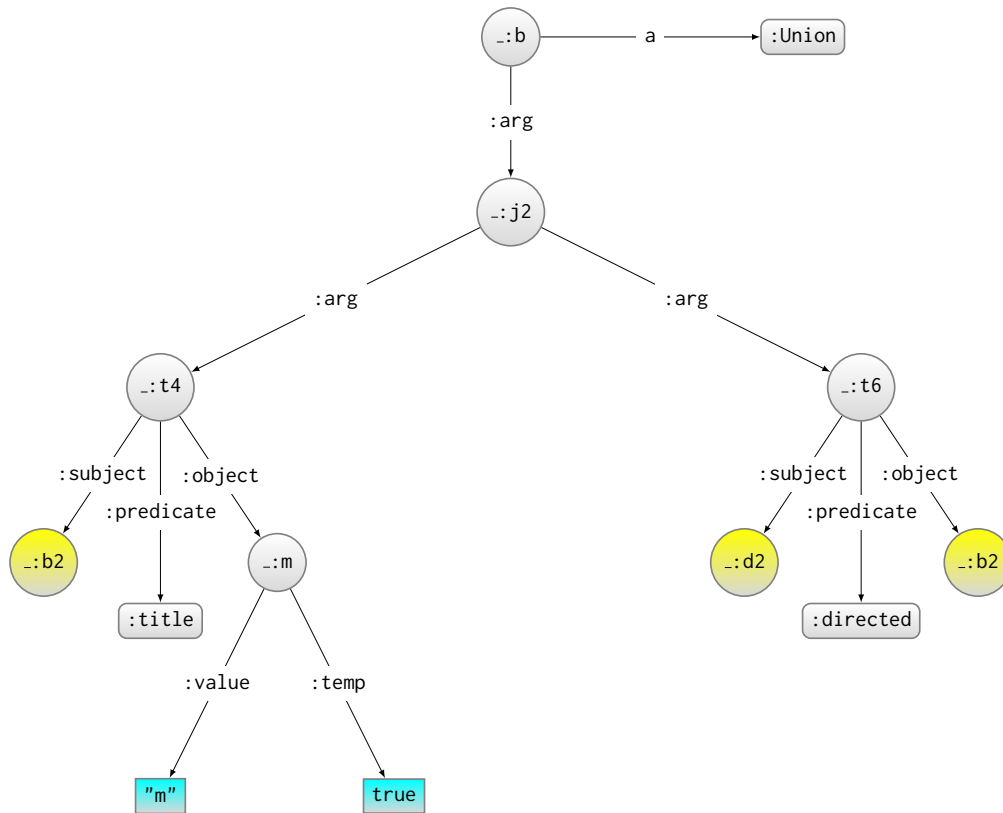 _:b a :Union
:arg
_:j2
:arg :arg
_:t4 _:t6
:subject :object :subject :object
:predicate :predicate
_:b2 _:m _:d2 _:b2
:title :directed
:value :temp
"m" true